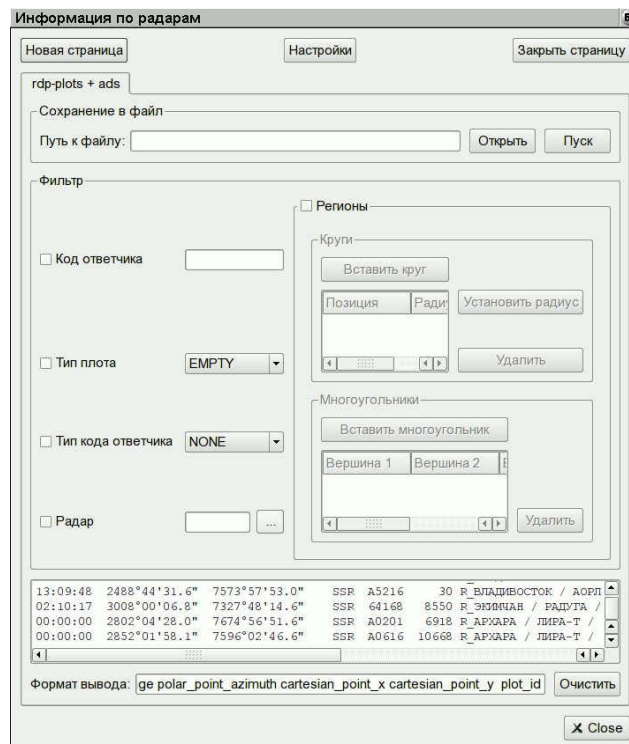 Информация по радарам
Новая страница Настройки Закрыть страницу
rdp-plots + ads
Сохранение в файл
Путь к файлу: Открыть Пуск
Фильтр
Регионы
Круги
Код ответчика Вставить круг
Позиция Радиу Установить радиус
Тип плота EMPTY Удалить
Многоугольники
Тип кода ответчика NONE Вставить многоугольник
Вершина 1 Вершина 2
Радар ... Удалить
13:09:48 2488°44'31.6" 7573°57'53.0" SSR A5216 30 R_ВЛАДИВОСТОК / АОРЛ
02:10:17 3008°00'06.8" 7327°48'14.6" SSR 64168 8550 R_ЭКИМЧАН / РАДУГА /
00:00:00 2802°04'28.0" 7674°56'51.6" SSR A0201 6918 R_АРХАРА / ЛИРА-Т /
00:00:00 2852°01'58.1" 7596°02'46.6" SSR A0616 10668 R_АРХАРА / ЛИРА-Т /
Формат вывода: ge polar_point_azimuth cartesian_point_x cartesian_point_y plot_id Очистить
X Close